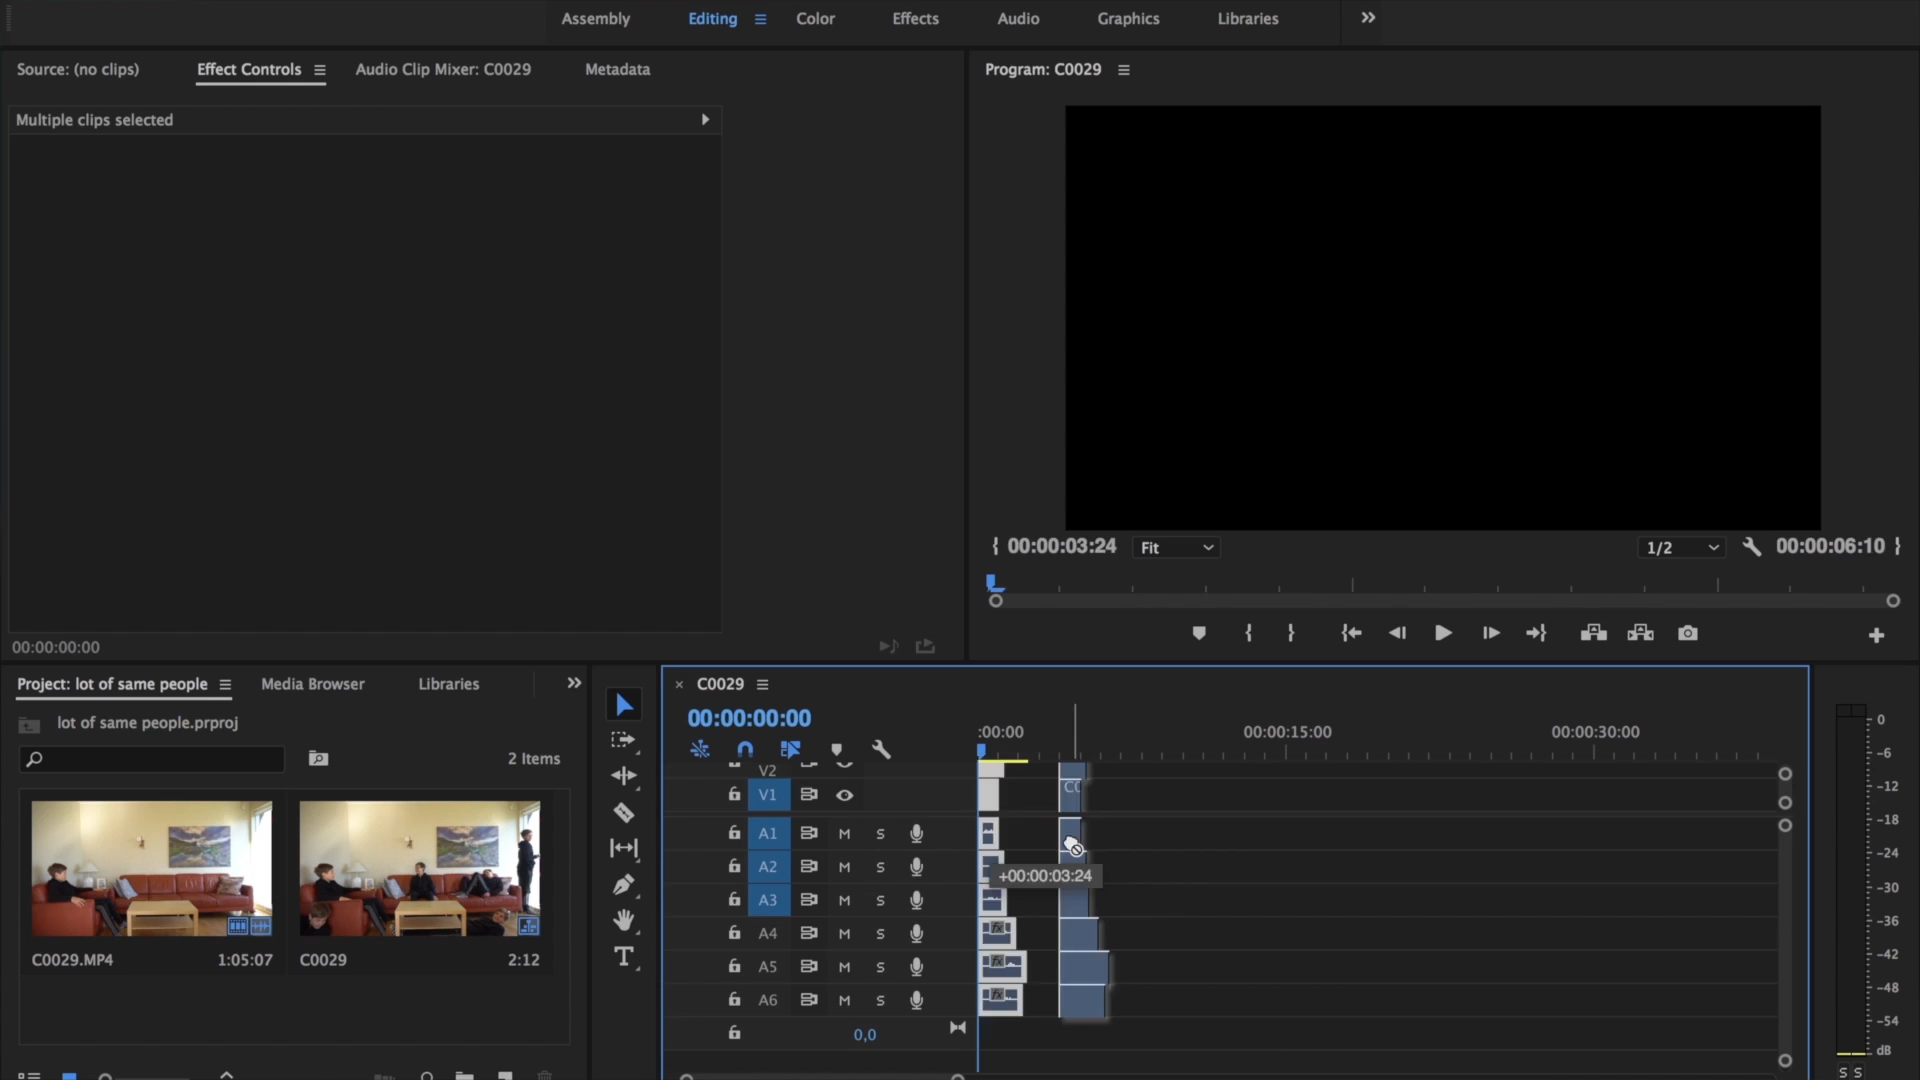 Assembly
Editing
Color
Effects
Audio
Graphics
Libraries
Source: (no clips)
Effect Controls
Audio Clip Mixer: C0029
Metadata
Program: C0029
Multiple clips selected
00:00:03:24
Fit
1/2
00:00:06:10
00:00:00:00
Project: lot of same people
Media Browser
Libraries
lot of same people.prproj
2 Items
C0029.MP4
1:05:07
C0029
2:12
T
C0029
00:00:00:00
:00:00
00:00:15:00
00:00:30:00
V2
V1
A1 M S
A2 M S
A3 M S
A4 M S
A5 M S
A6 M S
0,0
+00:00:03:24
fx
fx
fx
0
-6
-12
-18
-24
-30
-36
-42
-48
-54
dB
S S